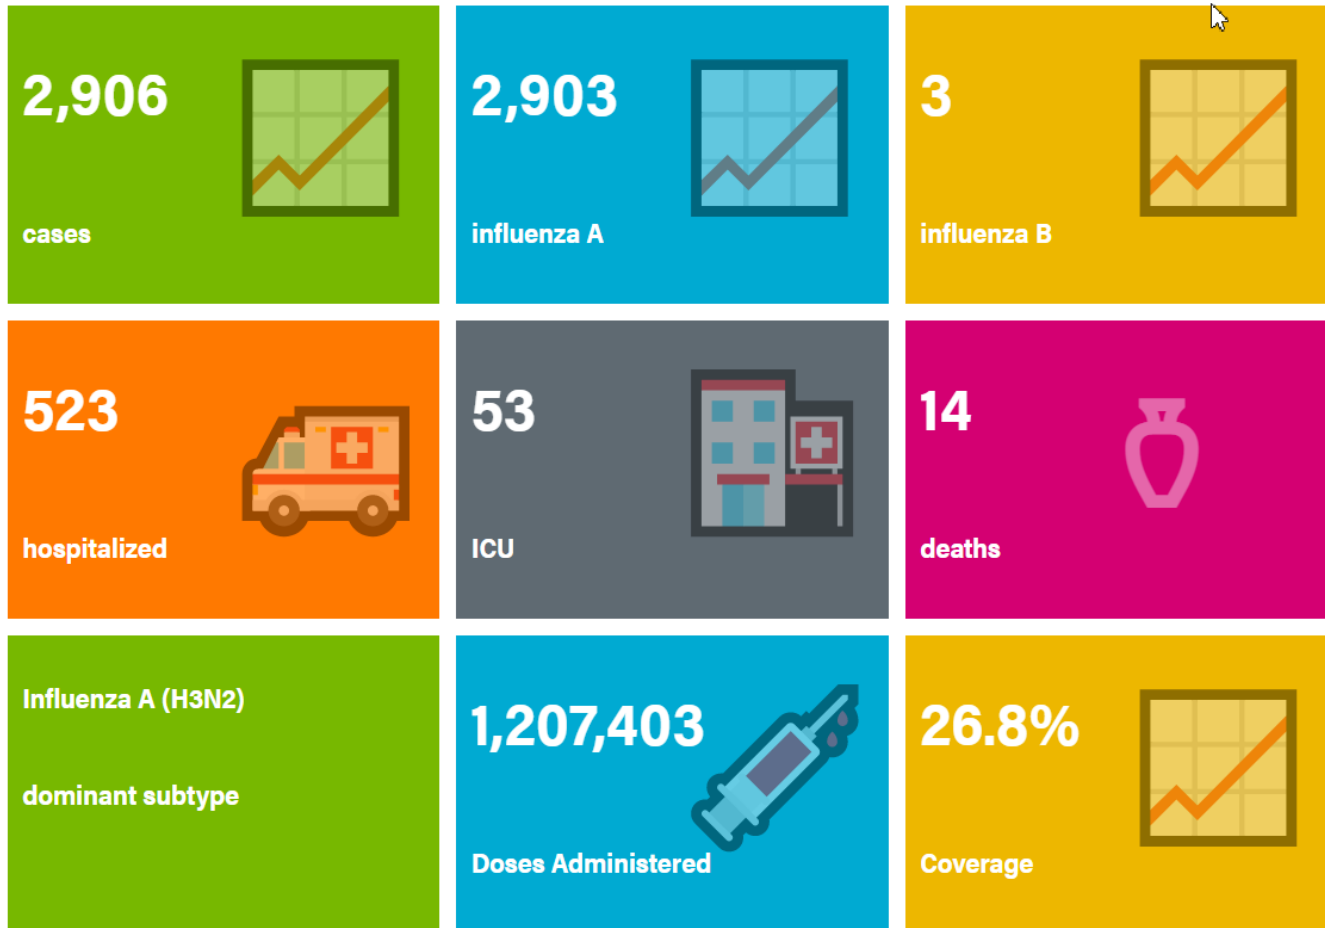 2,906
cases
2,903
influenza A
3
influenza B
523
hospitalized
53
ICU
14
deaths
Influenza A (H3N2)
dominant subtype
1,207,403
Doses Administered
26.8%
Coverage